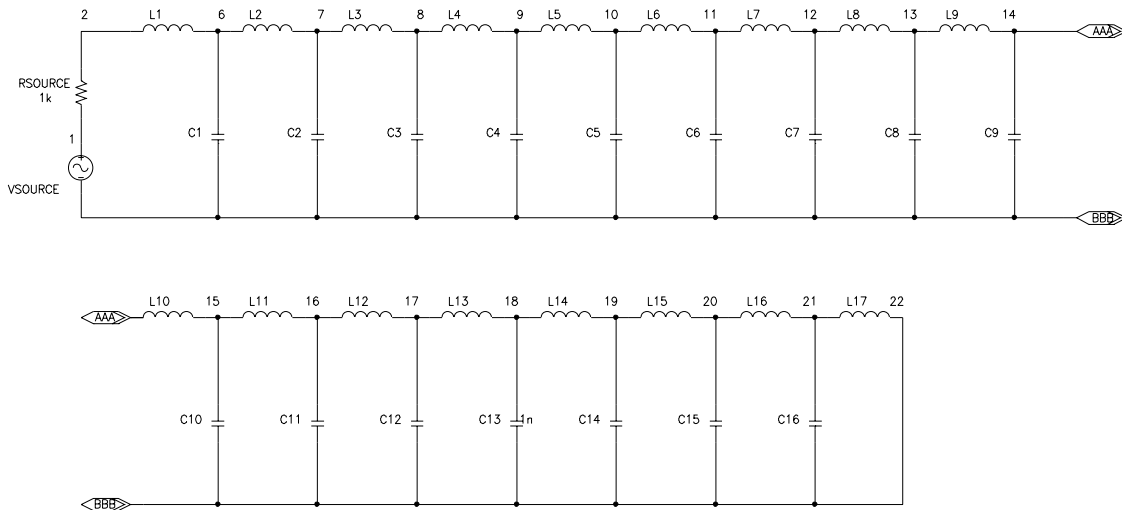 2 L1 6 L2 7 L3 8 L4 9 L5 10 L6 11 L7 12 L8 13 L9 14
AAA
RSOURCE
1k
1
C1 C2 C3 C4 C5 C6 C7 C8 C9
VSOURCE
BBB
L10 15 L11 16 L12 17 L13 18 L14 19 L15 20 L16 21 L17 22
AAA
C10 C11 C12 C13 1n C14 C15 C16
BBB